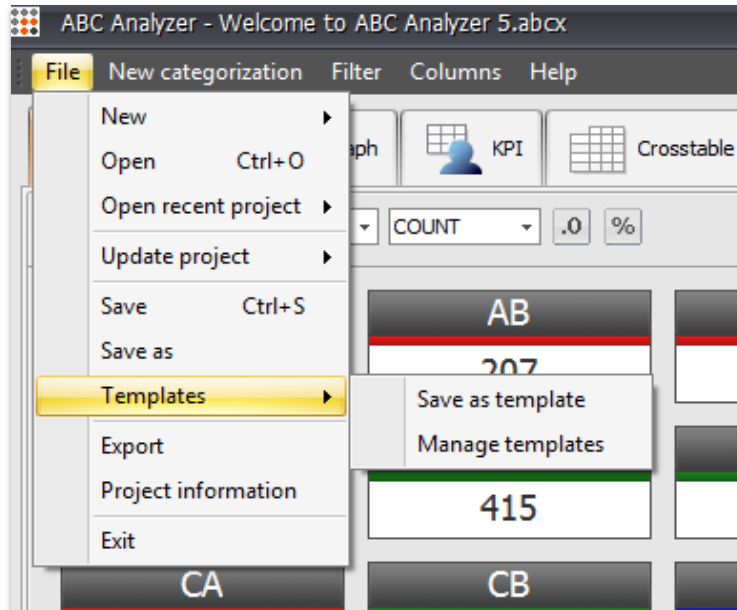 ABC Analyzer - Welcome to ABC Analyzer 5.abcx
File New categorization Filter Columns Help
New
aph KPI Crosstable
Open Ctrl+O
Open recent project
COUNT .0 %
Update project
Save Ctrl+S
AB
Save as
207
Templates
Save as template
Manage templates
Export
Project information
415
Exit
CA CB